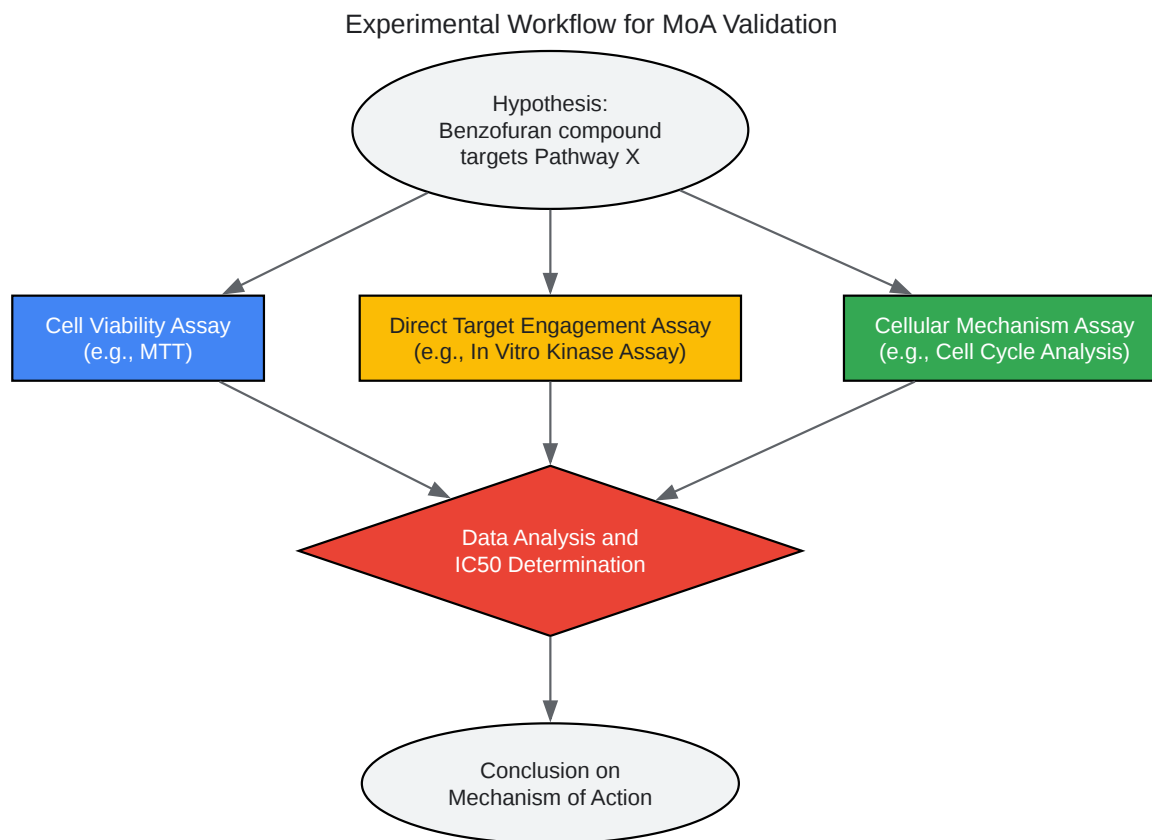 Experimental Workflow for MoA Validation
Hypothesis:
Benzofuran compound
targets Pathway X
Cell Viability Assay
(e.g., MTT)
Direct Target Engagement Assay
(e.g., In Vitro Kinase Assay)
Cellular Mechanism Assay
(e.g., Cell Cycle Analysis)
Data Analysis and
IC50 Determination
Conclusion on
Mechanism of Action